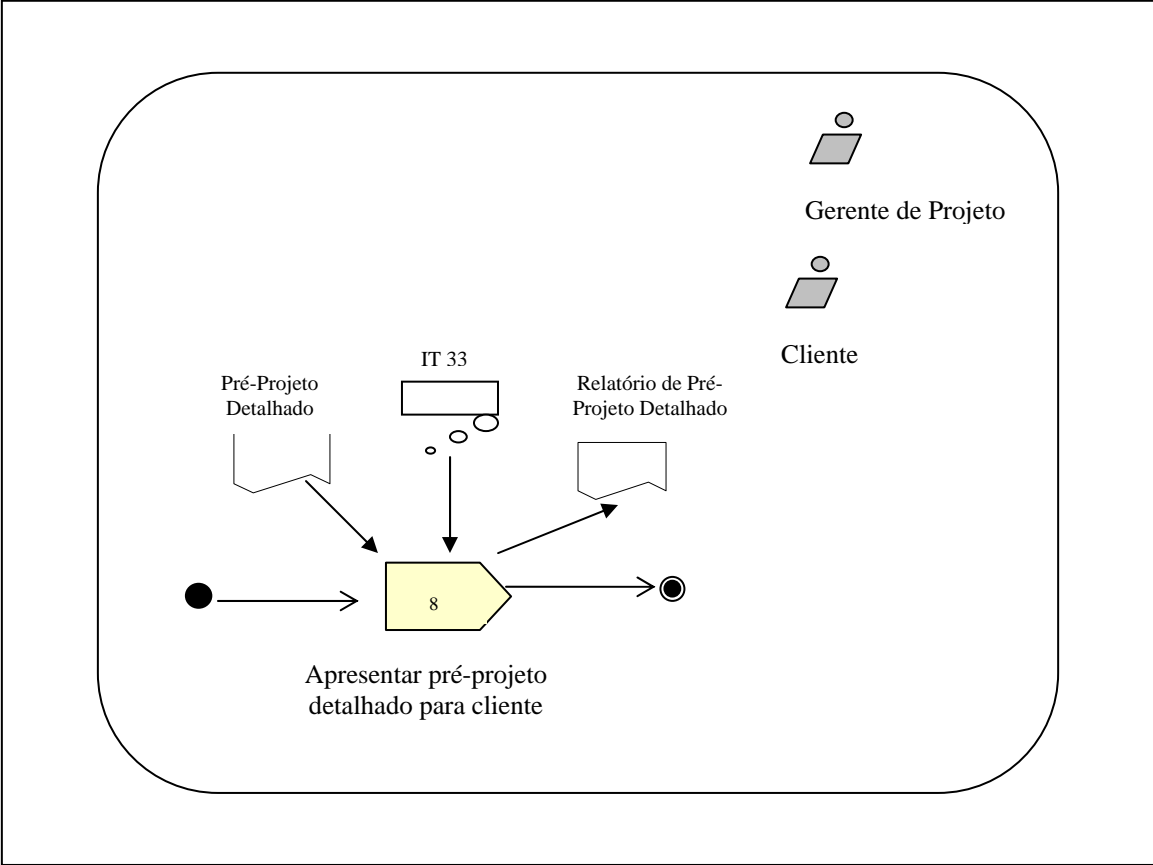 Gerente de Projeto
Cliente
IT 33
Pré-Projeto
Detalhado
Relatório de Pré-
Projeto Detalhado
8
Apresentar pré-projeto
detalhado para cliente